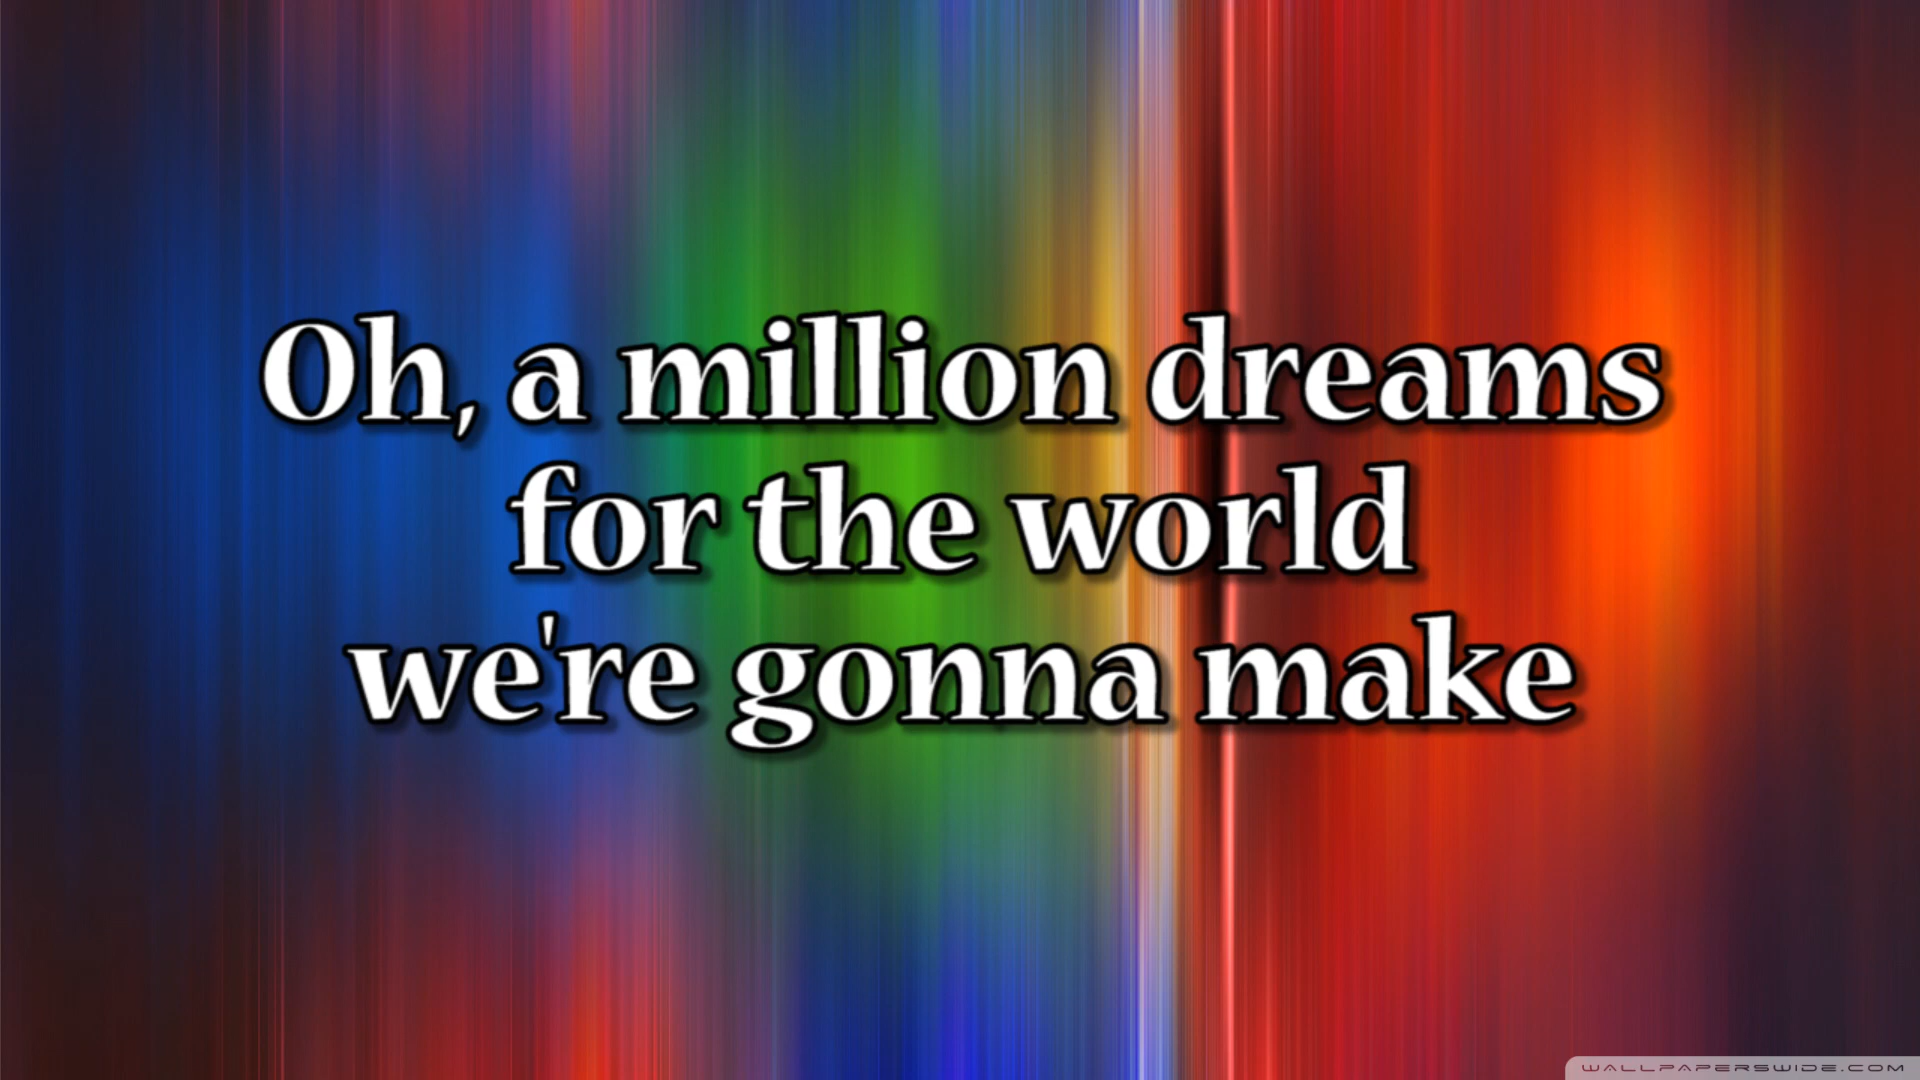 Oh, a million dreams
for the world
we're gonna make
WALLPAPERSWIDE.COM